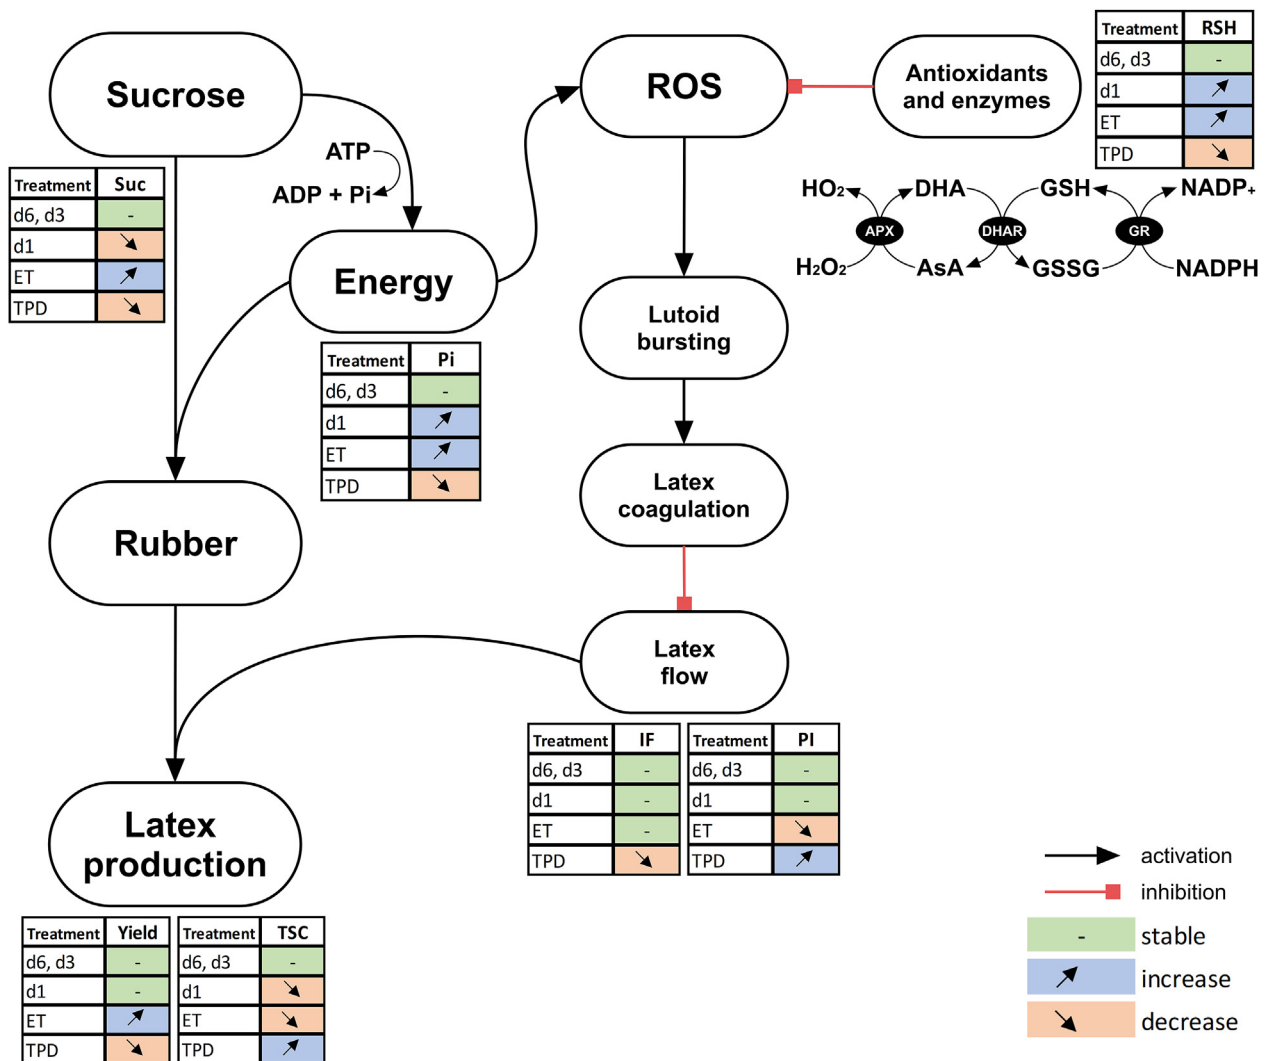 Sucrose
ROS
Antioxidants
and enzymes
Treatment RSH
d6, d3 -
d1
ET
TPD
ATP
ADP + Pi
Treatment Suc
d6, d3 -
d1
ET
TPD
HO2 DHA GSH NADP+
APX DHAR GR
H2O2 AsA GSSG NADPH
Energy
Lutoid
bursting
Treatment Pi
d6, d3 -
d1
ET
TPD
Latex
coagulation
Rubber
Latex
flow
Treatment IF
d6, d3 -
d1 -
ET -
TPD
Treatment PI
d6, d3 -
d1 -
ET
TPD
Latex
production
Treatment Yield
d6, d3 -
d1 -
ET
TPD
Treatment TSC
d6, d3 -
d1
ET
TPD
activation
inhibition
- stable
increase
decrease